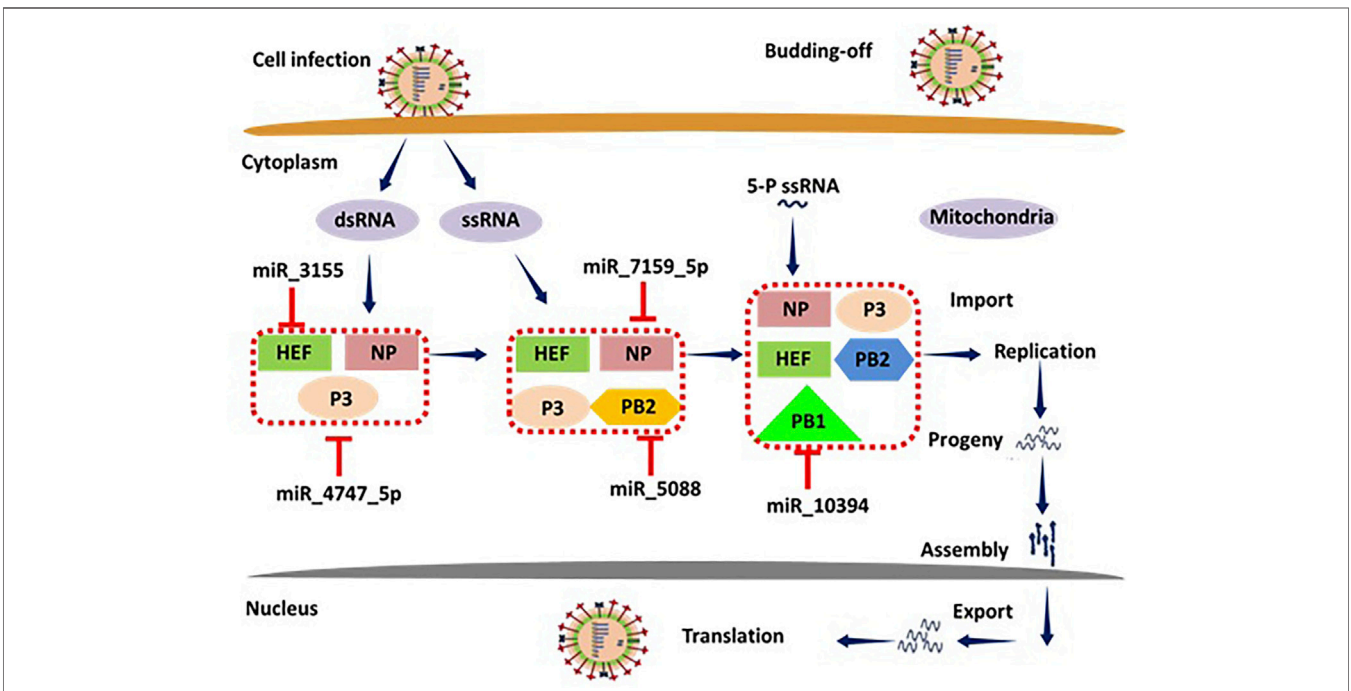 Cell infection
Budding-off
Cytoplasm
5-P ssRNA
dsRNA
ssRNA
Mitochondria
miR_3155
miR_7159_5p
NP
P3
Import
HEF
NP
HEF
NP
HEF
PB2
Replication
P3
P3
PB2
PB1
Progeny
miR_4747_5p
miR_5088
miR_10394
Assembly
Nucleus
Export
Translation